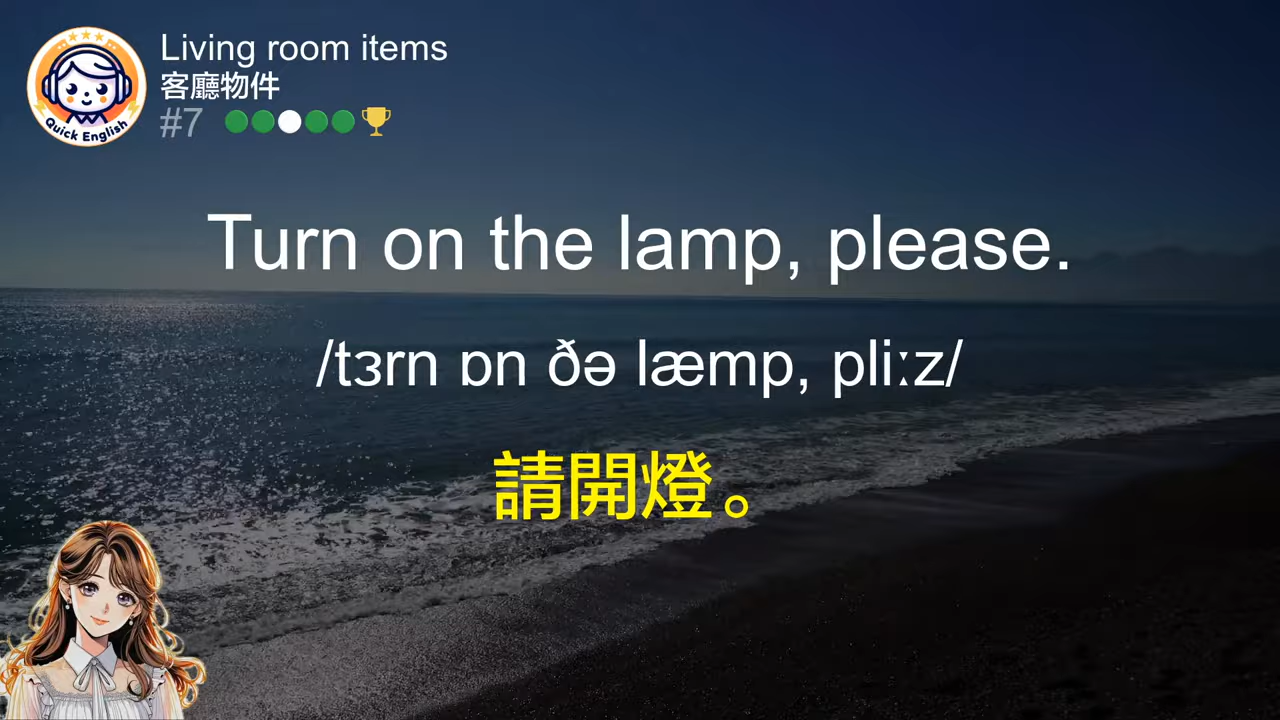 Living room items
客廳物件
#7
Quick English
Turn on the lamp, please.
/tɜrn ɒn ðə læmp, pliːz/
請開燈。